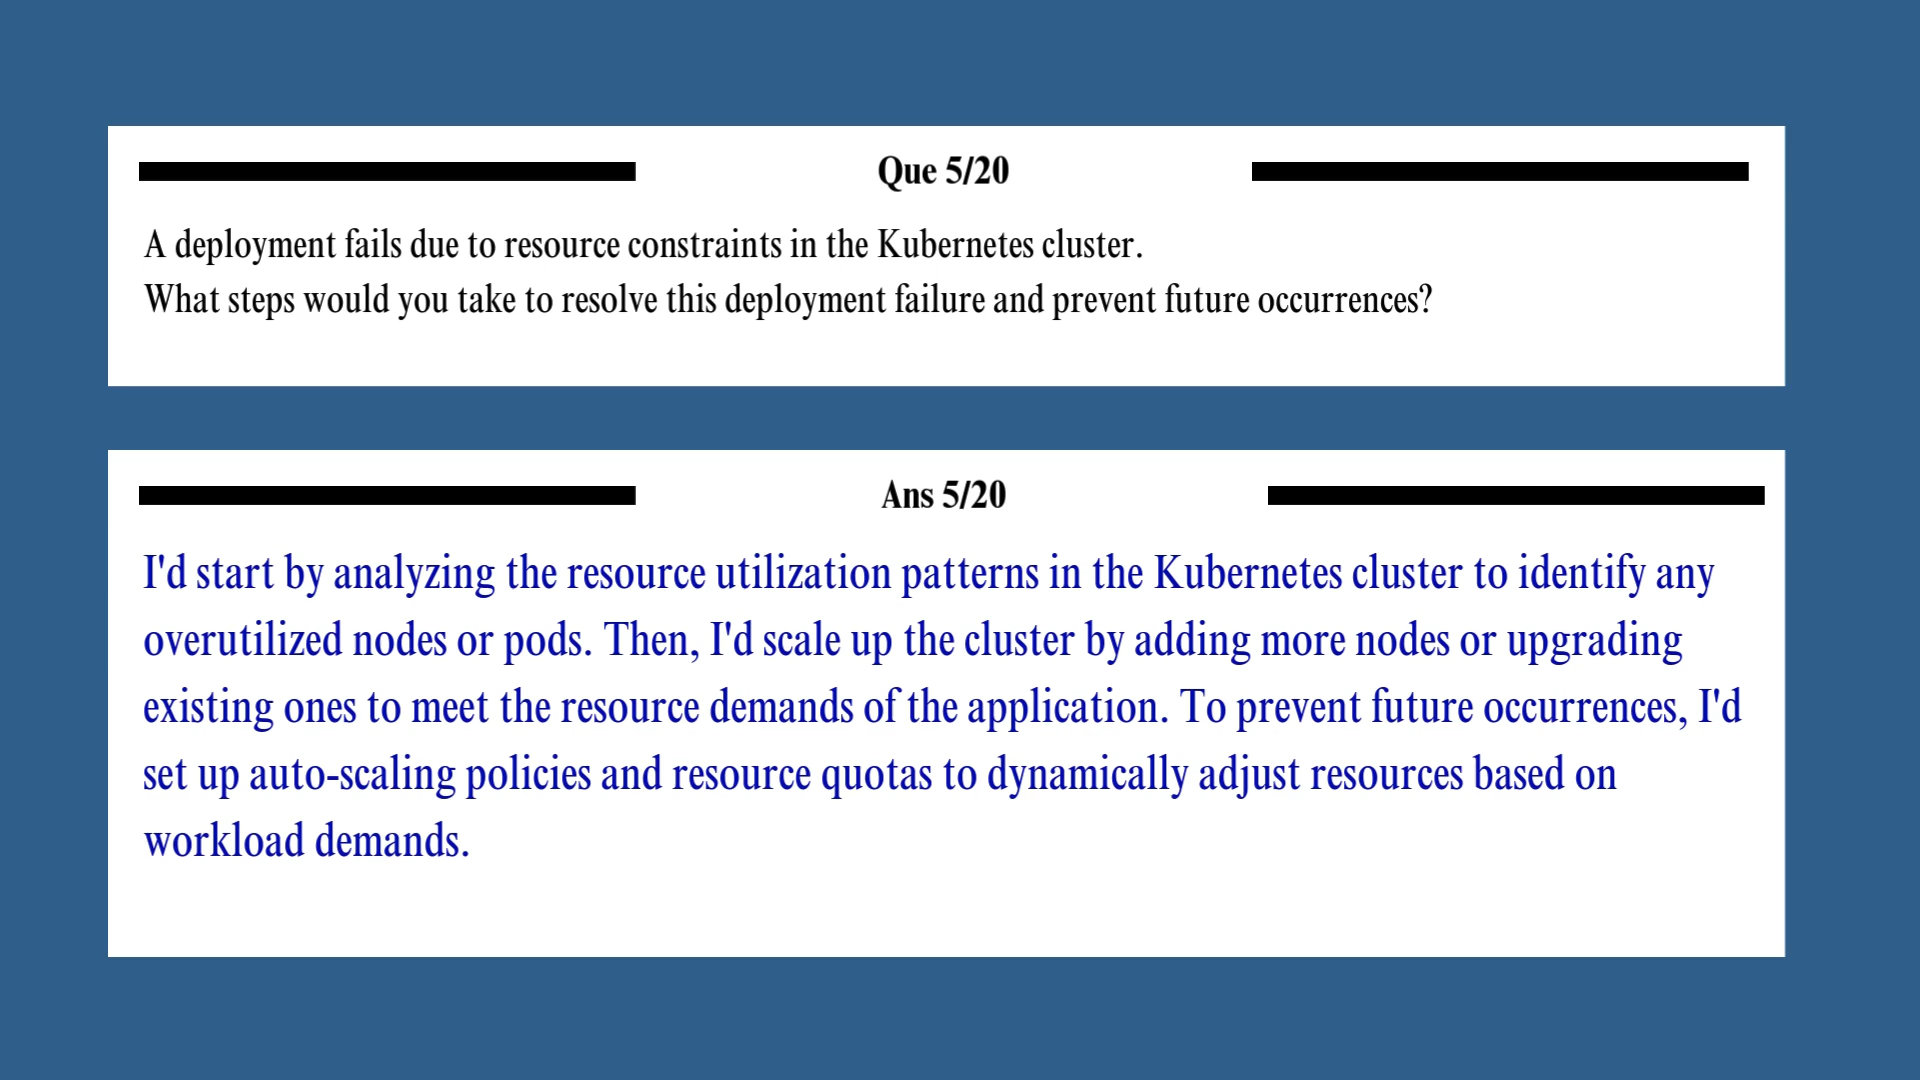 Que 5/20
A deployment fails due to resource constraints in the Kubernetes cluster.
What steps would you take to resolve this deployment failure and prevent future occurrences?
Ans 5/20
I'd start by analyzing the resource utilization patterns in the Kubernetes cluster to identify any
overutilized nodes or pods. Then, I'd scale up the cluster by adding more nodes or upgrading
existing ones to meet the resource demands of the application. To prevent future occurrences, I'd
set up auto-scaling policies and resource quotas to dynamically adjust resources based on
workload demands.